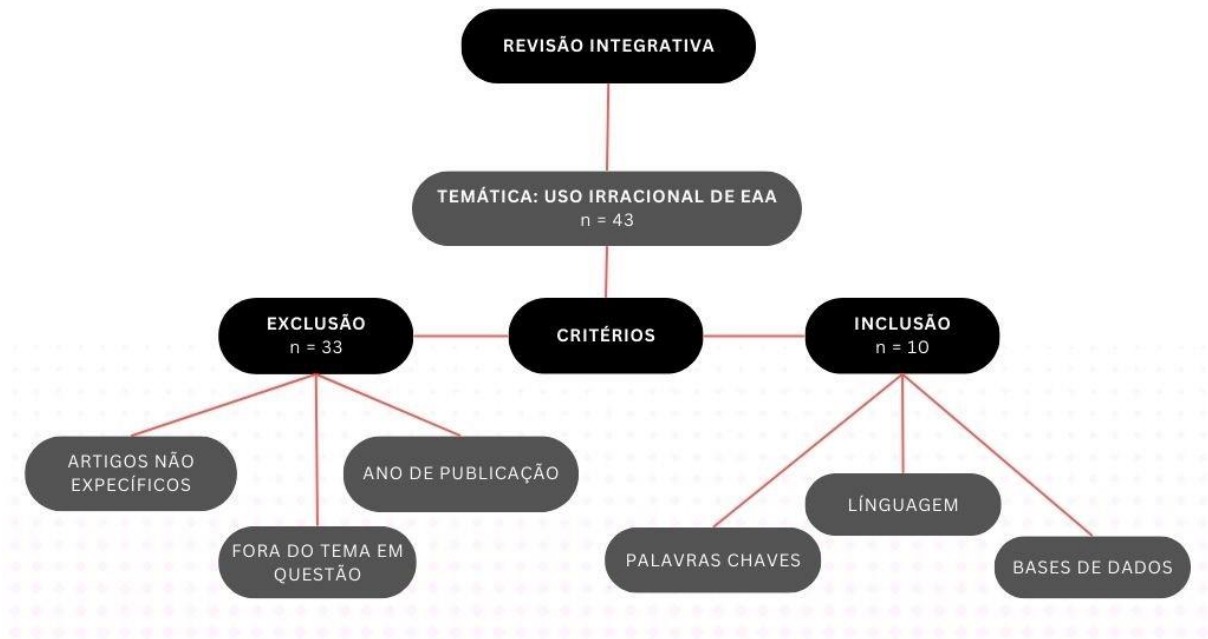 REVISÃO INTEGRATIVA
TEMÁTICA: USO IRRACIONAL DE EAA
n = 43
EXCLUSÃO
n = 33
CRITÉRIOS
INCLUSÃO
n = 10
ARTIGOS NÃO
EXPECÍFICOS
FORA DO TEMA EM
QUESTÃO
ANO DE PUBLICAÇÃO
PALAVRAS CHAVES
LÍNGUAGEM
BASES DE DADOS